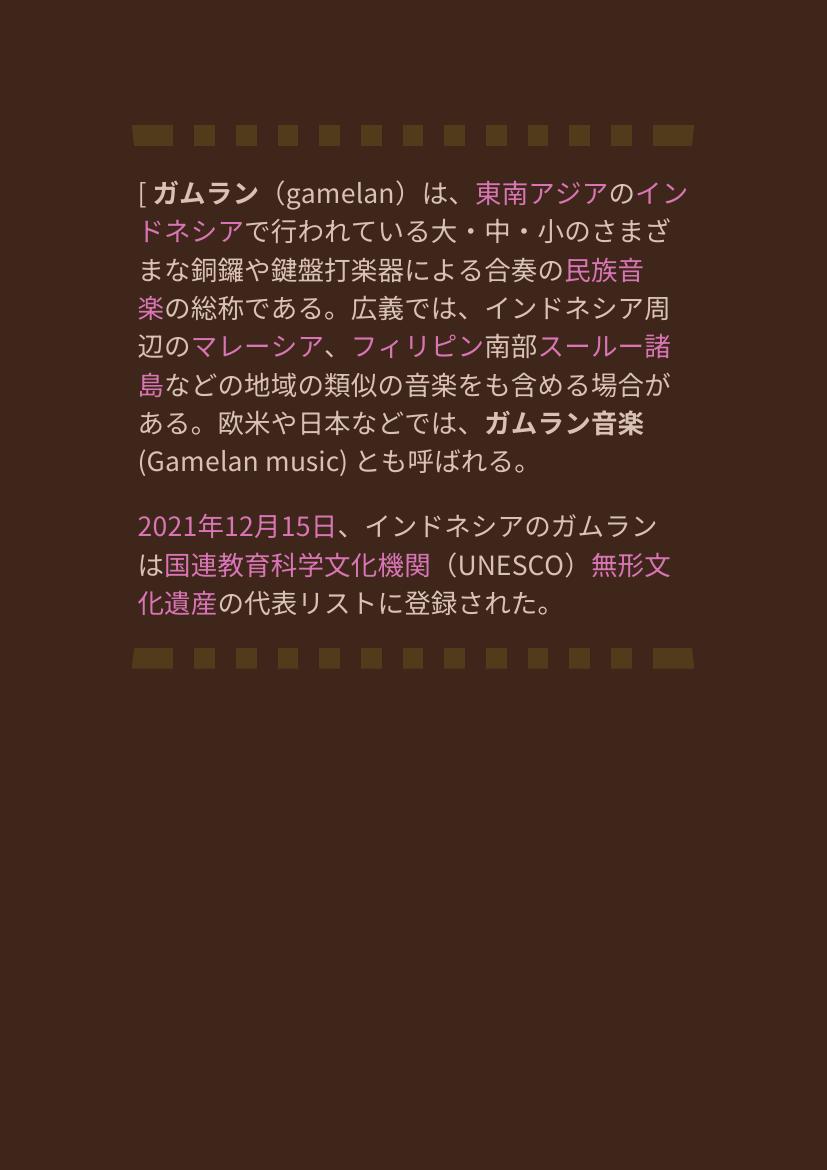 [ ガムラン（gamelan）は、東南アジアのイン
ドネシアで行われている大・中・小のさまざ
まな銅鑼や鍵盤打楽器による合奏の民族音
楽の総称である。広義では、インドネシア周
辺のマレーシア、フィリピン南部スールー諸
島などの地域の類似の音楽をも含める場合が
ある。欧米や日本などでは、ガムラン音楽
(Gamelan music) とも呼ばれる。
2021年12月15日、インドネシアのガムラン
は国連教育科学文化機関（UNESCO）無形文
化遺産の代表リストに登録された。